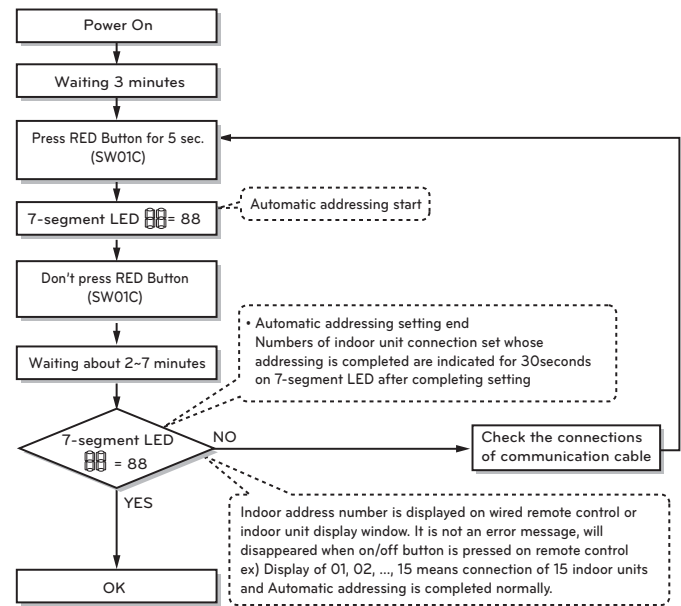 Power On
Waiting 3 minutes
Press RED Button for 5 sec.
(SW01C)
7-segment LED 88= 88
Automatic addressing start
Don't press RED Button
(SW01C)
• Automatic addressing setting end
Numbers of indoor unit connection set whose
addressing is completed are indicated for 30seconds
on 7-segment LED after completing setting
Waiting about 2~7 minutes
7-segment LED
88 = 88
NO
Check the connections
of communication cable
YES
Indoor address number is displayed on wired remote control or
indoor unit display window. It is not an error message, will
disappeared when on/off button is pressed on remote control
ex) Display of 01, 02, ..., 15 means connection of 15 indoor units
and Automatic addressing is completed normally.
OK